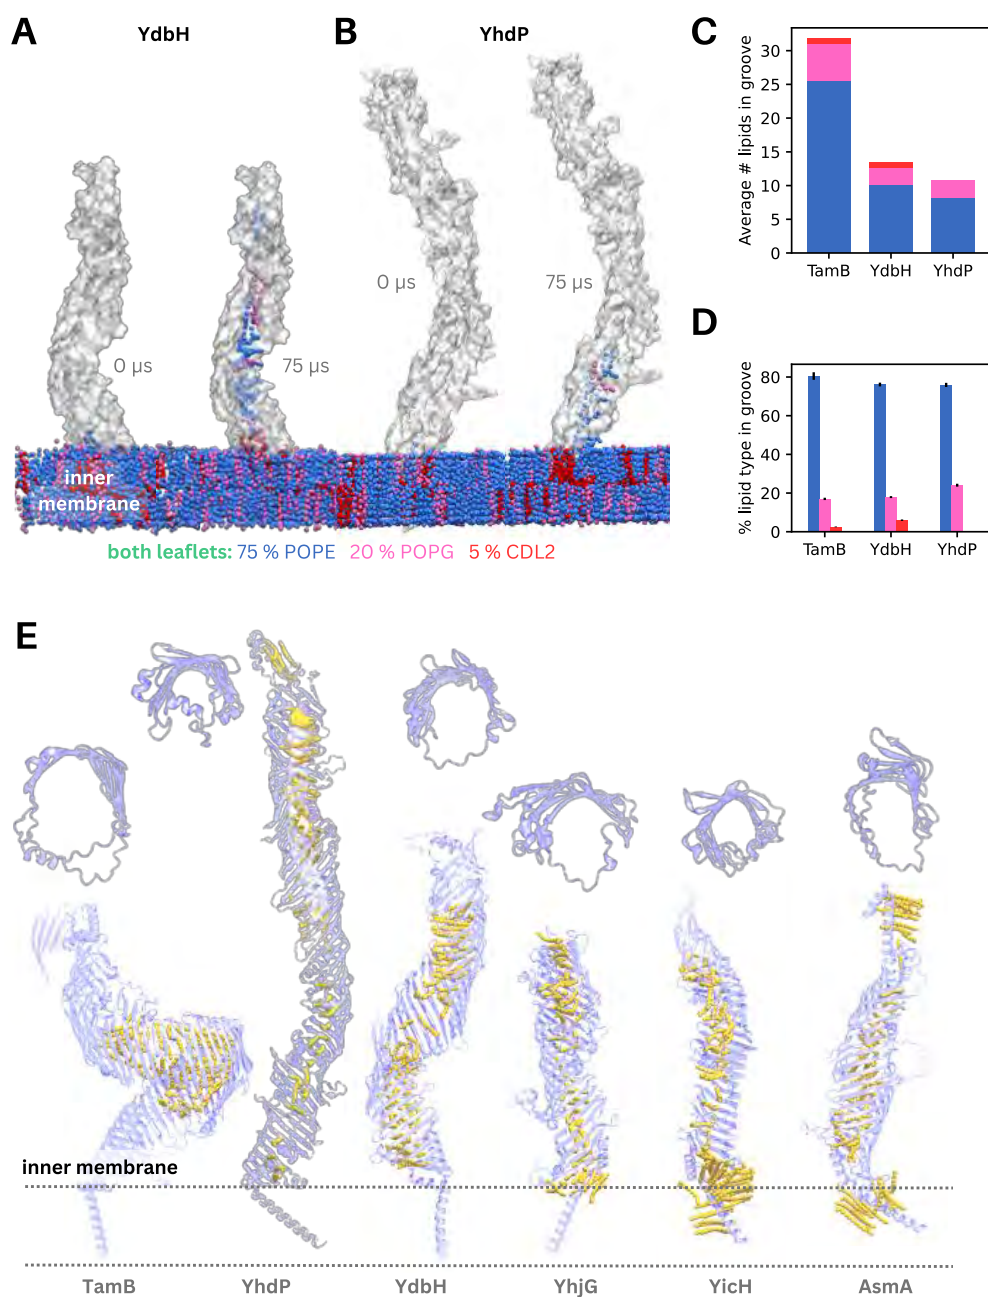 A
YdbH
B
YhdP
C
0 µs
75 µs
0 µs
75 µs
inner
membrane
both leaflets: 75 % POPE 20 % POPG 5 % CDL2
Average # lipids in groove
30
25
20
15
10
5
0
TamB YdbH YhdP
D
% lipid type in groove
80
60
40
20
0
TamB YdbH YhdP
E
inner membrane
TamB YhdP YdbH YhjG YicH AsmA